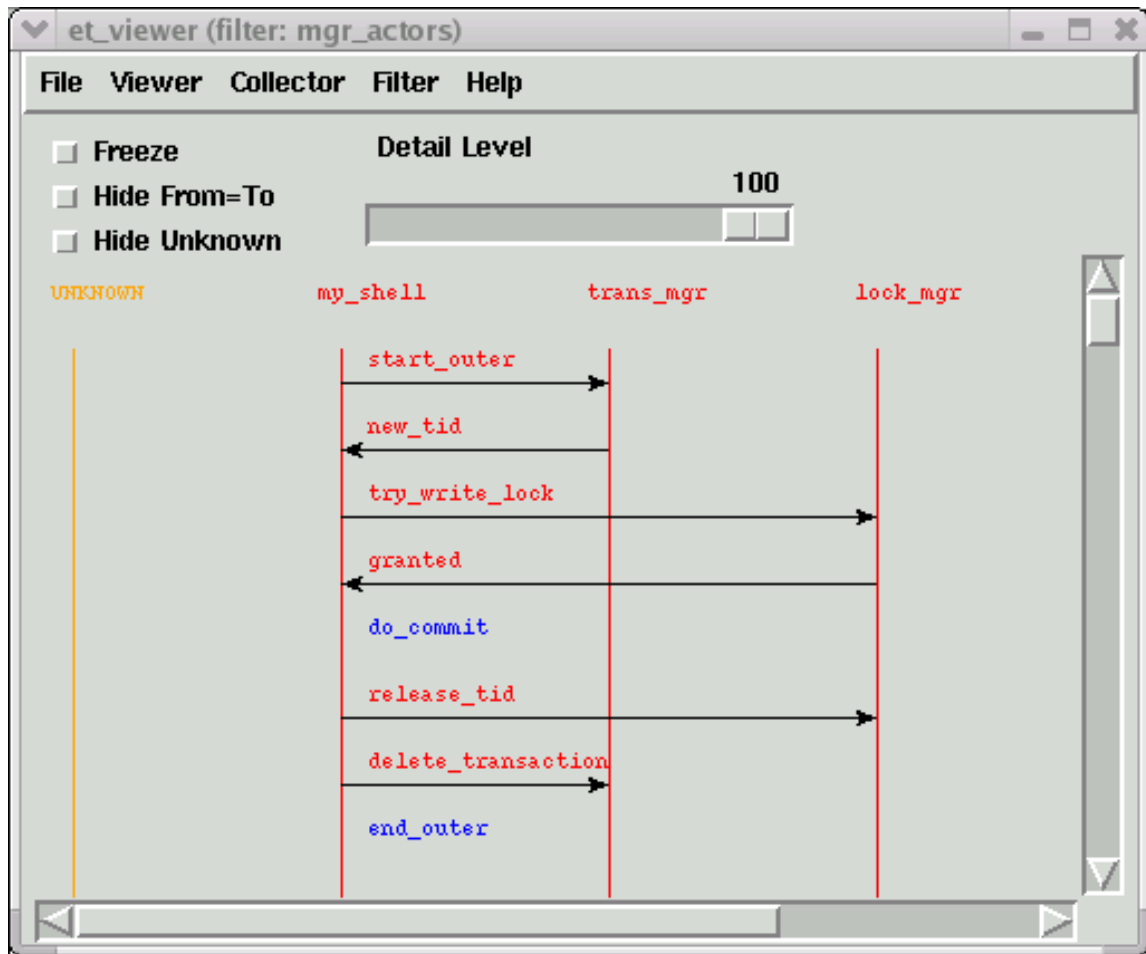 et_viewer (filter: mgr_actors)
File Viewer Collector Filter Help
Freeze
Detail Level
Hide From=To
100
Hide Unknown
UNKNOWN my_shell trans_mgr lock_mgr
start_outer
new_tid
try_write_lock
granted
do_commit
release_tid
delete_transaction
end_outer